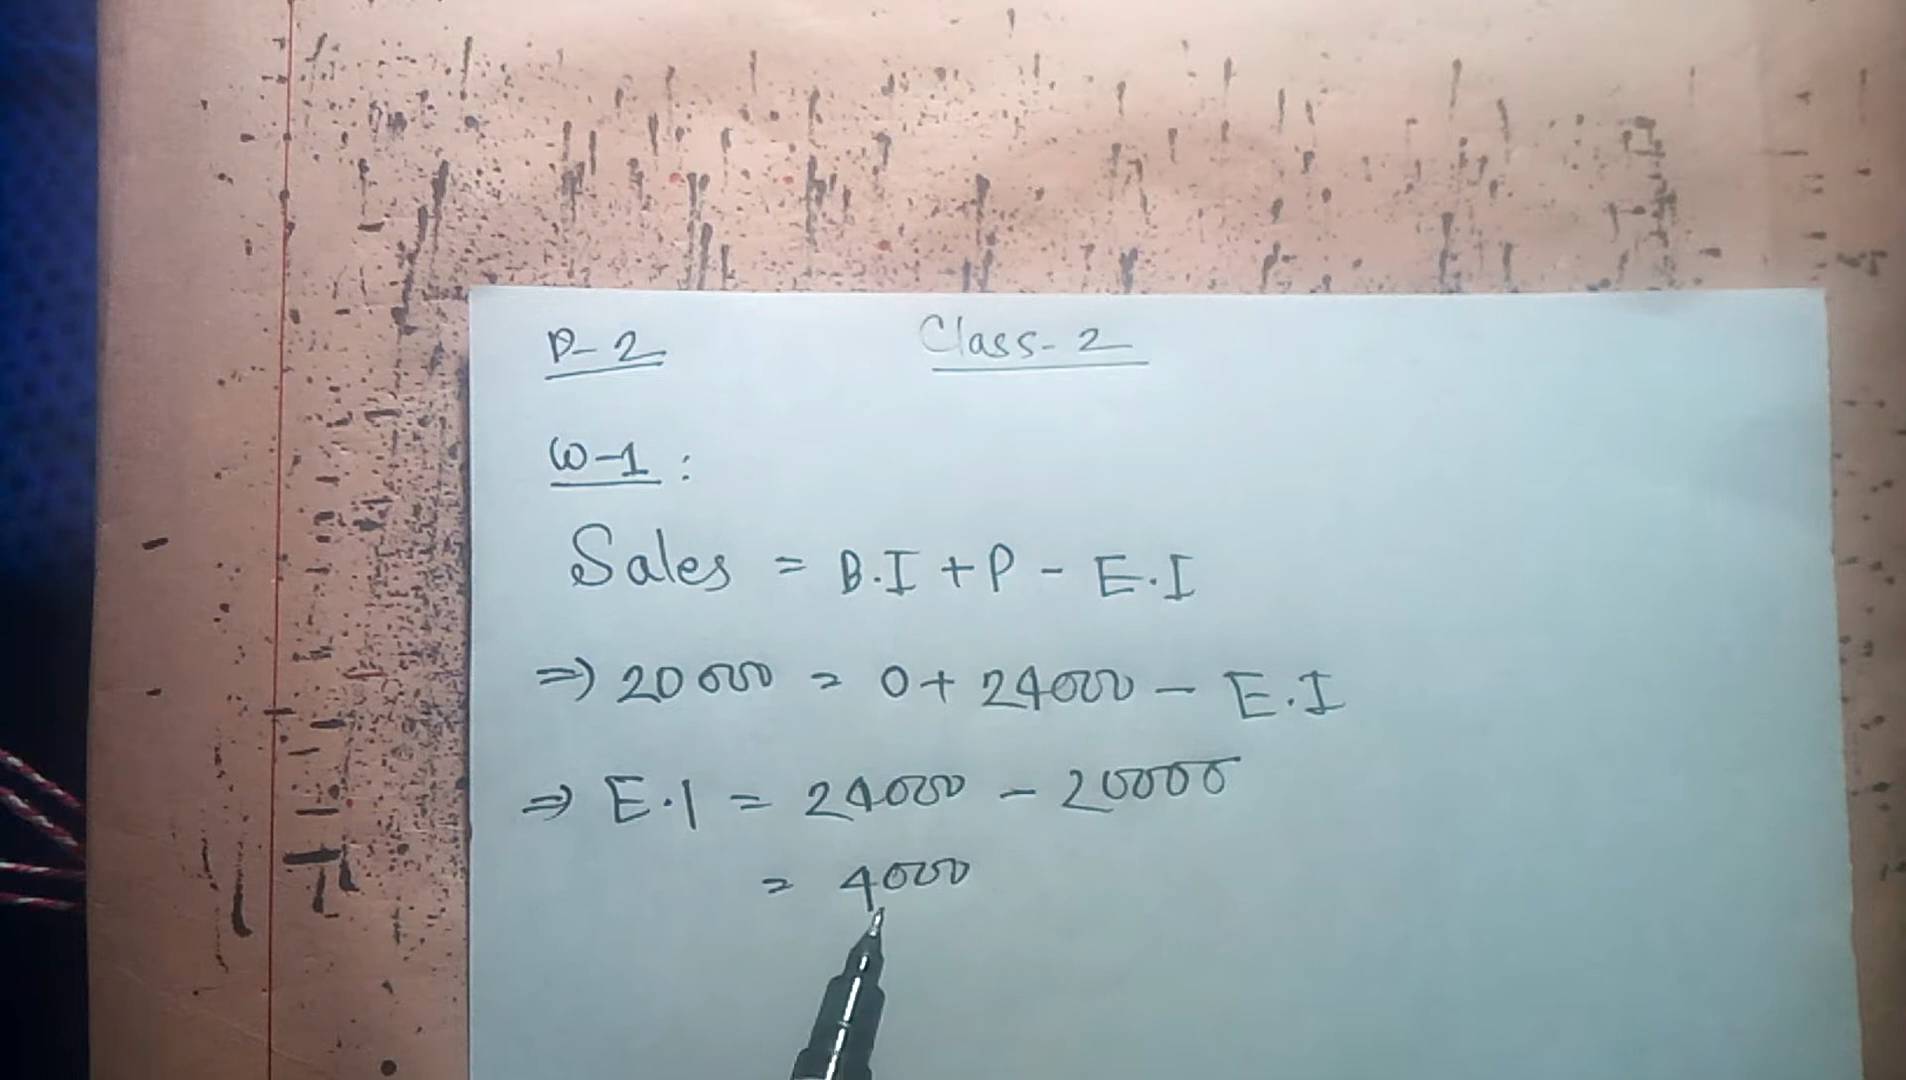 P-2 Class-2
W-1:
Sales = B.I + P - E.I
⇒ 20000 = 0 + 24000 - E.I
⇒ E.I = 24000 - 20000
= 4000